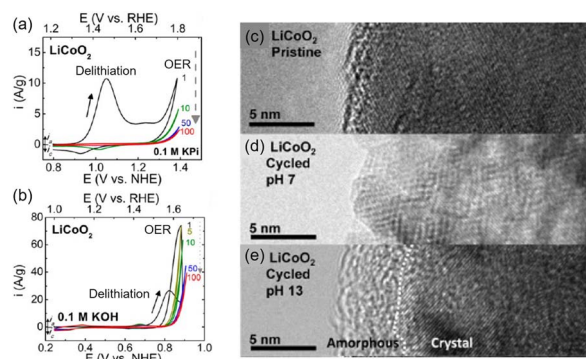 (a)
E (V vs. RHE)
1.2 1.4 1.6 1.8
LiCoO2
OER
1
Delithiation
10
50
100
0.1 M KPi
i (A/g)
15
10
5
0
0.8 1.0 1.2 1.4
E (V vs. NHE)
(b)
E (V vs. RHE)
1.0 1.2 1.4 1.6
LiCoO2
OER
1
5
10
50
100
Delithiation
0.1 M KOH
i (A/g)
80
60
40
20
0
0.2 0.4 0.6 0.8 1.0
E (V vs. NHE)
(c) LiCoO2
Pristine
5 nm
(d) LiCoO2
Cycled
pH 7
5 nm
(e) LiCoO2
Cycled
pH 13
5 nm
Amorphous
Crystal